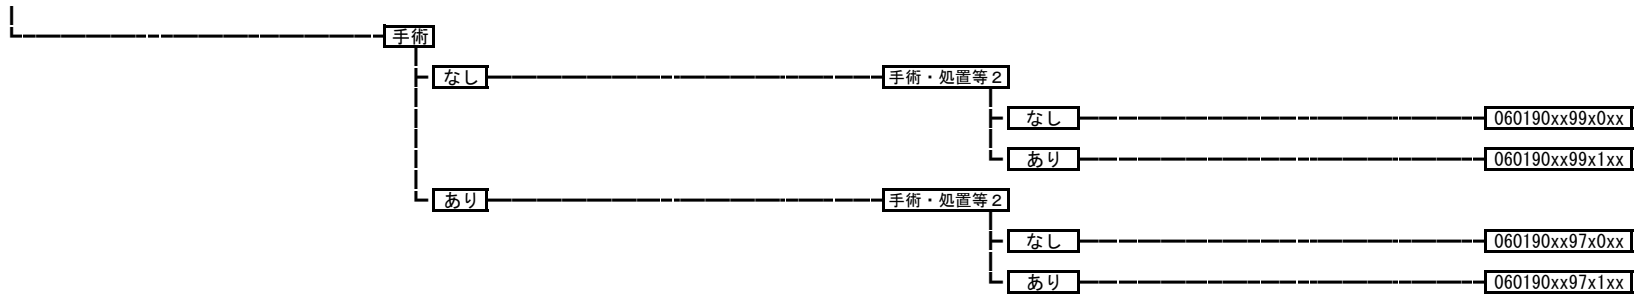 手術
なし 手術・処置等２
なし 060190xx99x0xx
あり 060190xx99x1xx
あり 手術・処置等２
なし 060190xx97x0xx
あり 060190xx97x1xx